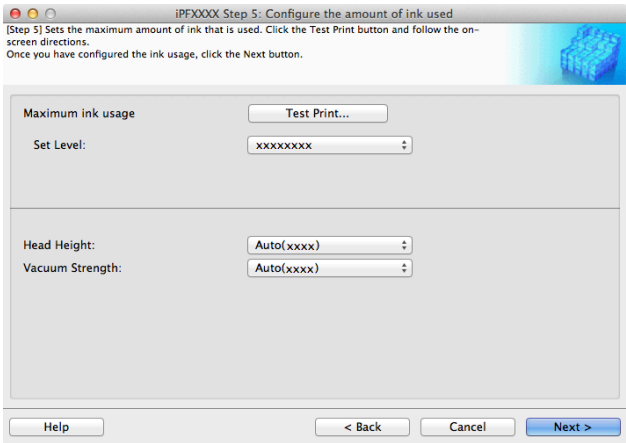 iPFXXXX Step 5: Configure the amount of ink used
[Step 5] Sets the maximum amount of ink that is used. Click the Test Print button and follow the on-
screen directions.
Once you have configured the ink usage, click the Next button.
Maximum ink usage
Test Print...
Set Level:
xxxxxxxx
Head Height:
Auto(xxxx)
Vacuum Strength:
Auto(xxxx)
Help
< Back
Cancel
Next >